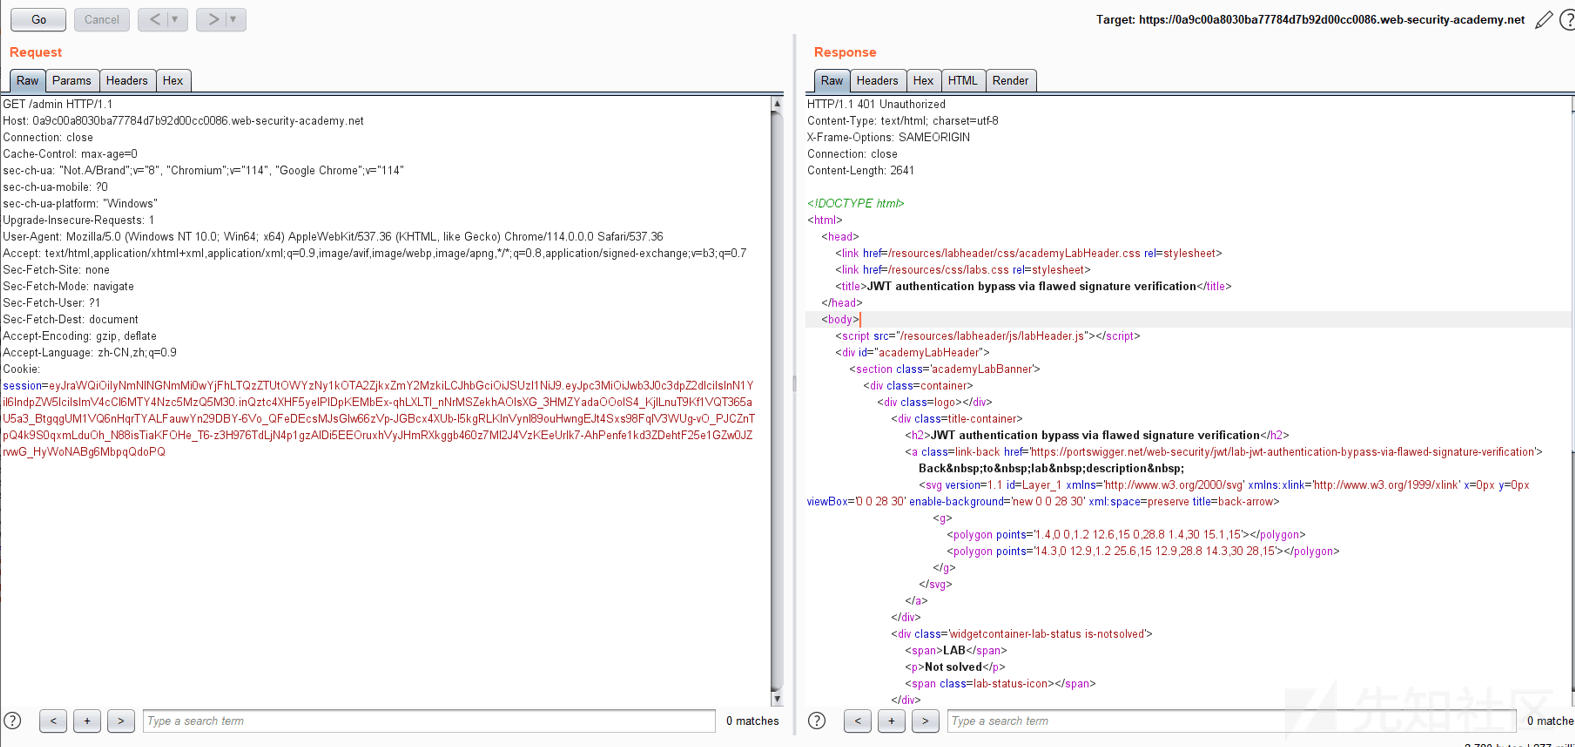 Go
Cancel
<
>
Target: https://0a9c00a8030ba77784d7b92d00cc0086.web-security-academy.net
Request
Raw
Params
Headers
Hex
GET /admin HTTP/1.1
Host: 0a9c00a8030ba77784d7b92d00cc0086.web-security-academy.net
Connection: close
Cache-Control: max-age=0
sec-ch-ua: "Not.A/Brand";v="8", "Chromium";v="114", "Google Chrome";v="114"
sec-ch-ua-mobile: ?0
sec-ch-ua-platform: "Windows"
Upgrade-Insecure-Requests: 1
User-Agent: Mozilla/5.0 (Windows NT 10.0; Win64; x64) AppleWebKit/537.36 (KHTML, like Gecko) Chrome/114.0.0.0 Safari/537.36
Accept: text/html,application/xhtml+xml,application/xml;q=0.9,image/avif,image/webp,image/apng,*/*;q=0.8,application/signed-exchange;v=b3;q=0.7
Sec-Fetch-Site: none
Sec-Fetch-Mode: navigate
Sec-Fetch-User: ?1
Sec-Fetch-Dest: document
Accept-Encoding: gzip, deflate
Accept-Language: zh-CN,zh;q=0.9
Cookie:
?
<
+
>
Type a search term
0 matches
Response
Raw
Headers
Hex
HTML
Render
HTTP/1.1 401 Unauthorized
Content-Type: text/html; charset=utf-8
X-Frame-Options: SAMEORIGIN
Connection: close
Content-Length: 2641
<!DOCTYPE html>
<html>
<head>
<link href=/resources/labheader/css/academyLabHeader.css rel=stylesheet>
<link href=/resources/css/labs.css rel=stylesheet>
<title>JWT authentication bypass via flawed signature verification</title>
</head>
<body>
<script src="/resources/labheader/js/labHeader.js"></script>
<div id="academyLabHeader">
<section class='academyLabBanner'>
<div class=container>
<div class=logo></div>
<div class=title-container>
<h2>JWT authentication bypass via flawed signature verification</h2>
<a class=link-back href='https://portswigger.net/web-security/jwt/lab-jwt-authentication-bypass-via-flawed-signature-verification'>
Back&nbsp;to&nbsp;lab&nbsp;description&nbsp;
<svg version=1.1 id=Layer_1 xmlns='http://www.w3.org/2000/svg' xmlns:xlink='http://www.w3.org/1999/xlink' x=0px y=0px
viewBox='0 0 28 30' enable-background='new 0 0 28 30' xml:space=preserve title=back-arrow>
<g>
<polygon points='1.4,0 0,1.2 12.6,15 0,28.8 1.4,30 15.1,15'></polygon>
<polygon points='14.3,0 12.9,1.2 25.6,15 12.9,28.8 14.3,30 28,15'></polygon>
</g>
</svg>
</a>
</div>
<div class='widgetcontainer-lab-status is-notsolved'>
<span>LAB</span>
<p>Not solved</p>
<span class=lab-status-icon></span>
</div>
?
<
+
>
Type a search term
0 matche
先知社区